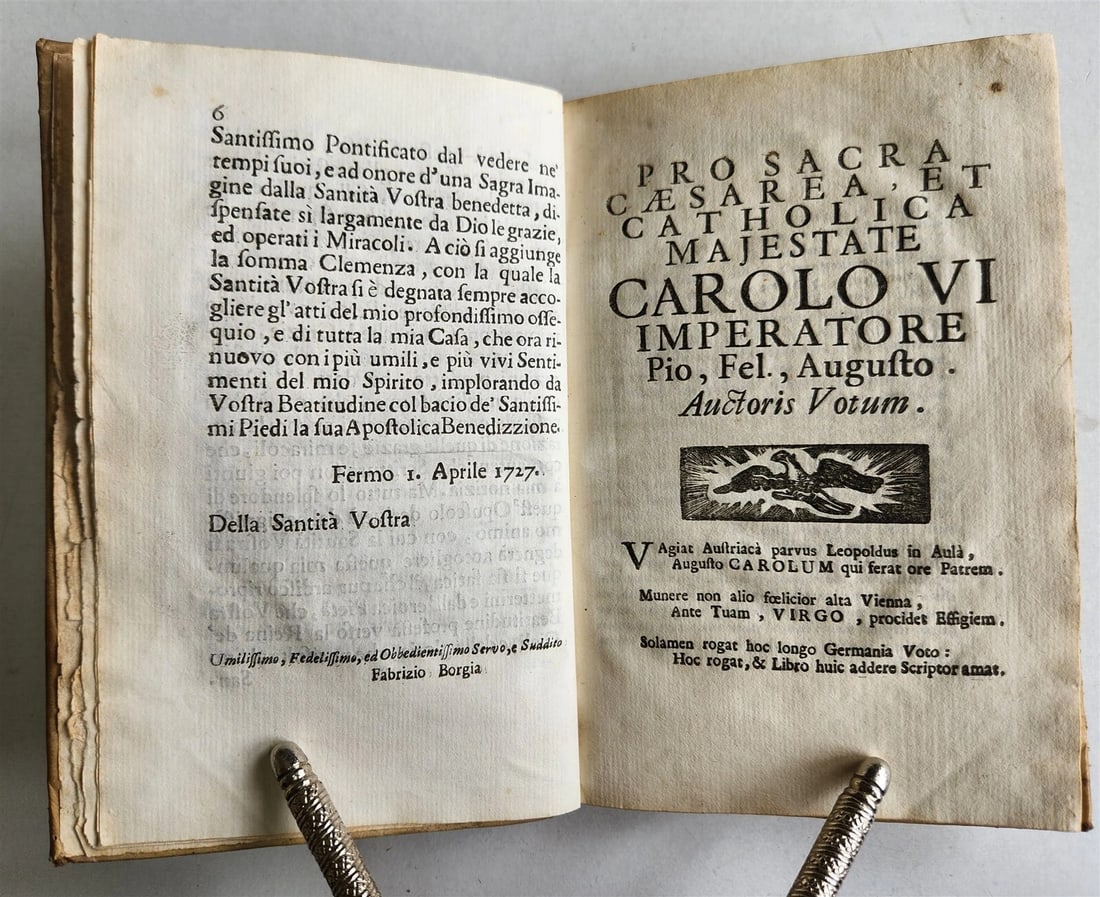 6
Santiſſimo Pontificato dal vedere ne'
tempi ſuoi, e ad onore d'una Sagra Ima-
gine dalla Santità Voſtra benedetta, di-
ſpenſate sì largamente da Dio le grazie,
ed operati i Miracoli. A ciò ſi aggiunge
la ſomma Clemenza, con la quale la
Santità Voſtra ſi è degnata ſempre acco-
gliere gl' atti del mio profondiſſimo oſſe-
quio, e di tutta la mia Caſa, che ora ri-
nuovo con i più umili, e più vivi Senti-
menti del mio Spirito, implorando da
Voſtra Beatitudine col bacio de' Santiſſi-
mi Piedi la ſua Apoſtolica Benedizzione.
Fermo 1. Aprile 1727.
Della Santità Voſtra
Umiliſſimo, Fedeliſſimo, ed Obbedientiſſimo Servo, e Suddito
Fabrizio Borgia
PRO SACRA
CÆSAREA, ET
CATHOLICA
MAJESTATE
CAROLO VI
IMPERATORE
Pio, Fel., Auguſto.
Auctoris Votum.
VAgiat Auſtriacà parvus Leopoldus in Aulà,
Auguſto CAROLUM qui ferat ore Patrem.
Munere non alio fœlicior alta Vienna,
Ante Tuam, VIRGO, procidet Effigiem.
Solamen rogat hoc longo Germania Voto:
Hoc rogat, & Libro huic addere Scriptor amat.